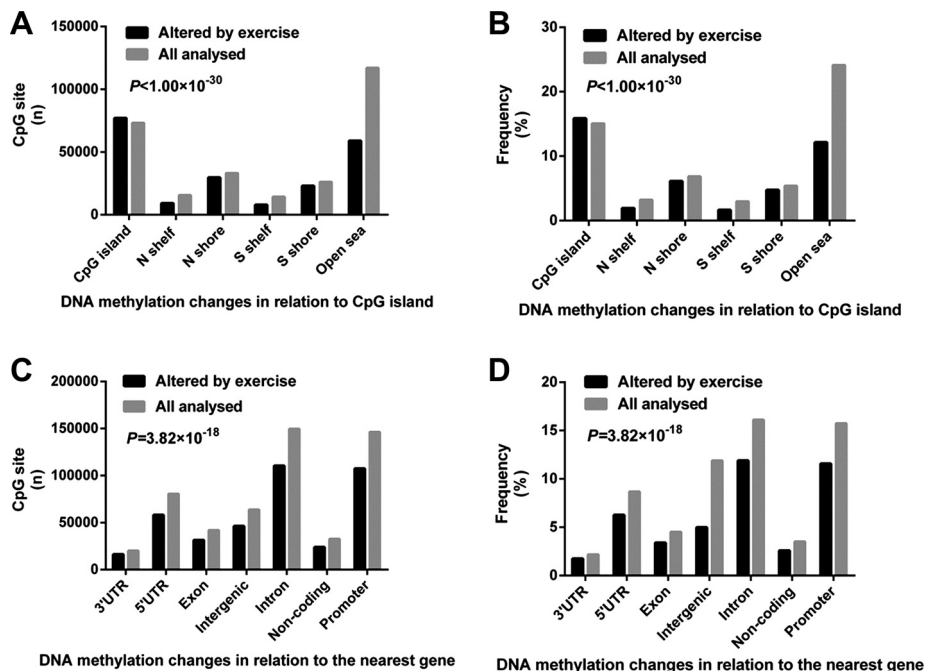 A
150000
100000
50000
0
CpG site
(n)
Altered by exercise
All analysed
P<1.00×10-30
CpG island
N shelf
N shore
S shelf
S shore
Open sea
DNA methylation changes in relation to CpG island
B
30
20
10
0
Frequency
(%)
Altered by exercise
All analysed
P<1.00×10-30
CpG island
N shelf
N shore
S shelf
S shore
Open sea
DNA methylation changes in relation to CpG island
C
200000
150000
100000
50000
0
CpG site
(n)
Altered by exercise
All analysed
P=3.82×10-18
3'UTR
5'UTR
Exon
Intergenic
Intron
Non-coding
Promoter
DNA methylation changes in relation to the nearest gene
D
20
15
10
5
0
Frequency
(%)
Altered by exercise
All analysed
P=3.82×10-18
3'UTR
5'UTR
Exon
Intergenic
Intron
Non-coding
Promoter
DNA methylation changes in relation to the nearest gene